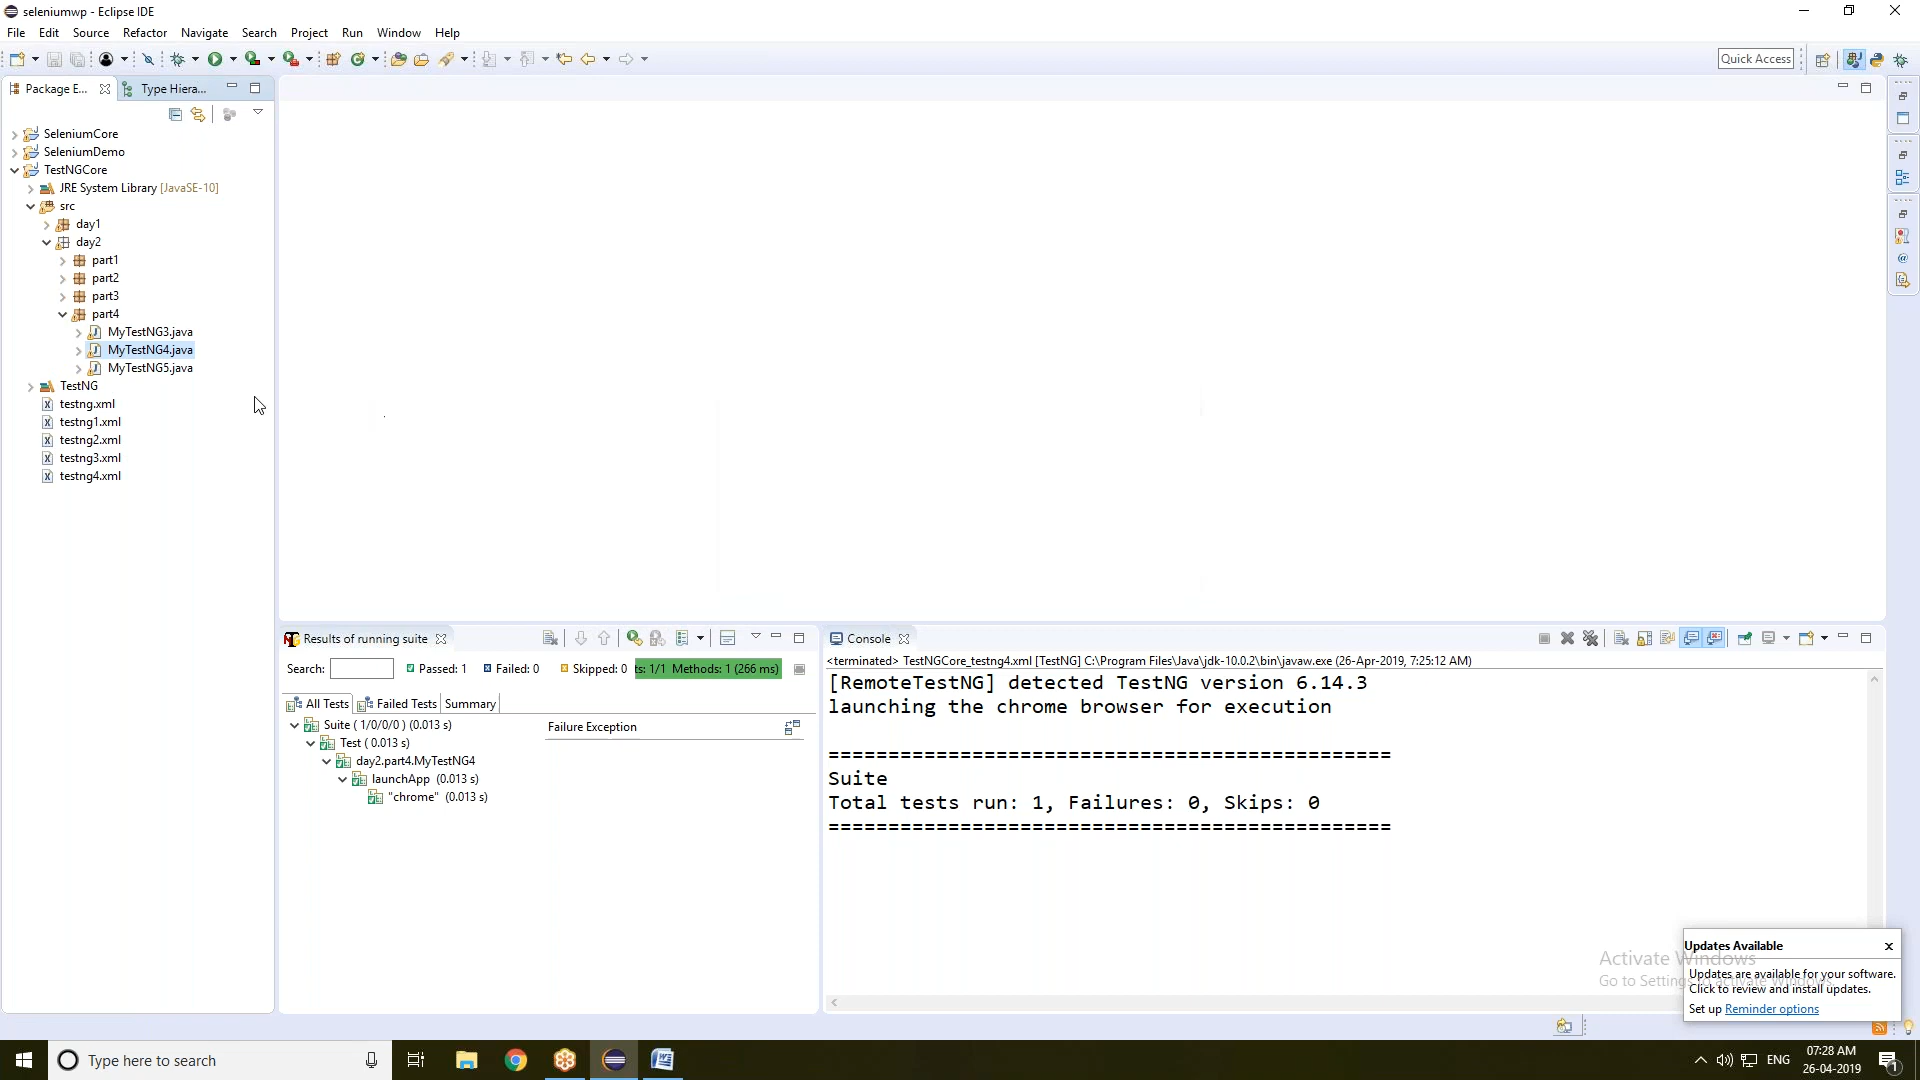 seleniumwp - Eclipse IDE
File Edit Source Refactor Navigate Search Project Run Window Help
Quick Access
Package E... Type Hiera...
SeleniumCore
SeleniumDemo
TestNGCore
JRE System Library [JavaSE-10]
src
day1
day2
part1
part2
part3
part4
MyTestNG3.java
MyTestNG4.java
MyTestNG5.java
TestNG
testng.xml
testng1.xml
testng2.xml
testng3.xml
testng4.xml
Results of running suite
Search: Passed: 1 Failed: 0 Skipped: 0 ts: 1/1 Methods: 1 (266 ms)
All Tests Failed Tests Summary
Suite ( 1/0/0/0 ) (0.013 s)
Test ( 0.013 s)
day2.part4.MyTestNG4
launchApp (0.013 s)
"chrome" (0.013 s)
Failure Exception
Console
<terminated> TestNGCore_testng4.xml [TestNG] C:\Program Files\Java\jdk-10.0.2\bin\javaw.exe (26-Apr-2019, 7:25:12 AM)
[RemoteTestNG] detected TestNG version 6.14.3
launching the chrome browser for execution
===============================================
Suite
Total tests run: 1, Failures: 0, Skips: 0
===============================================
Activate Windows
Go to Settings to activate Windows.
Updates Available
Updates are available for your software.
Click to review and install updates.
Set up Reminder options
Type here to search
ENG
07:28 AM
26-04-2019
1